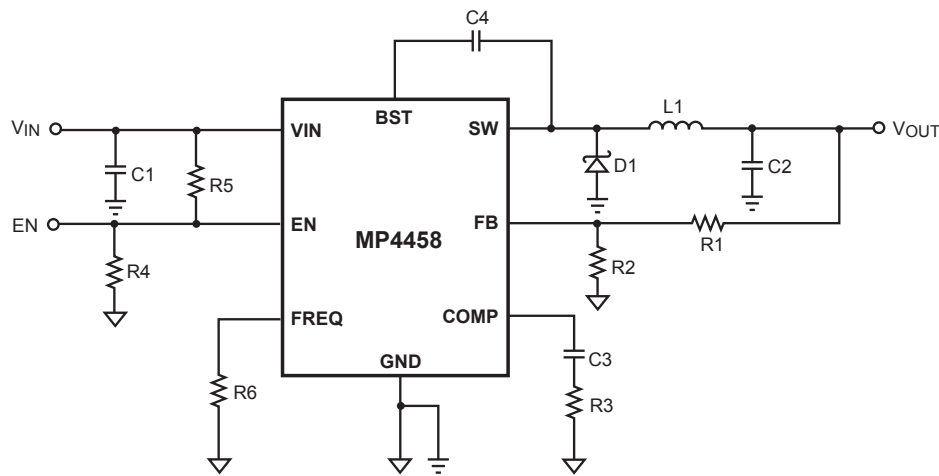 C4
L1
VIN
VIN
BST
SW
VOUT
C1
R5
D1
C2
EN
EN
FB
MP4458
R1
R4
R2
FREQ
COMP
GND
C3
R6
R3